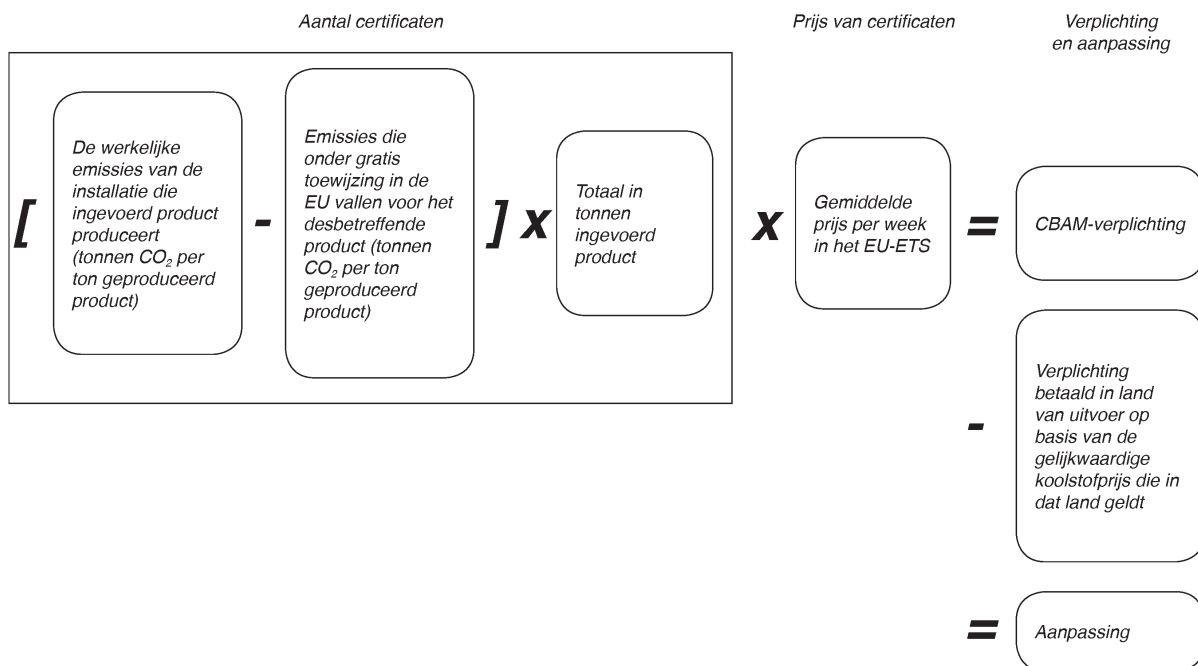 Aantal certificaten
Prijs van certificaten
Verplichting
en aanpassing
[
De werkelijke
emissies van de
installatie die
ingevoerd product
produceert
(tonnen CO₂ per
ton geproduceerd
product)
-
Emissies die
onder gratis
toewijzing in de
EU vallen voor het
desbetreffende
product (tonnen
CO₂ per ton
geproduceerd
product)
] x
Totaal in
tonnen
ingevoerd
product
x
Gemiddelde
prijs per week
in het EU-ETS
=
CBAM-verplichting
-
Verplichting
betaald in land
van uitvoer op
basis van de
gelijkwaardige
koolstofprijs die in
dat land geldt
=
Aanpassing